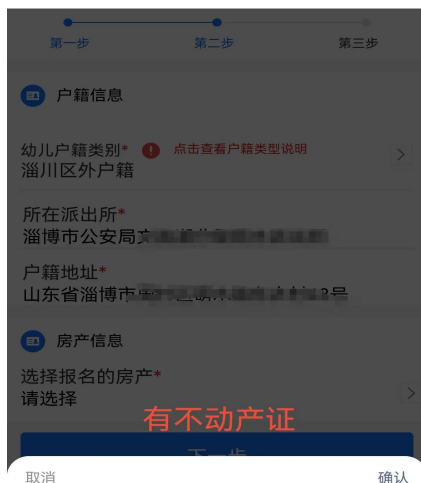 第一步
第二步
第三步
户籍信息
幼儿户籍类别* 点击查看户籍类型说明
淄川区外户籍
所在派出所*
淄博市公安局
户籍地址*
山东省淄博市 号
房产信息
选择报名的房产*
请选择
有不动产证
下一步
取消
确认